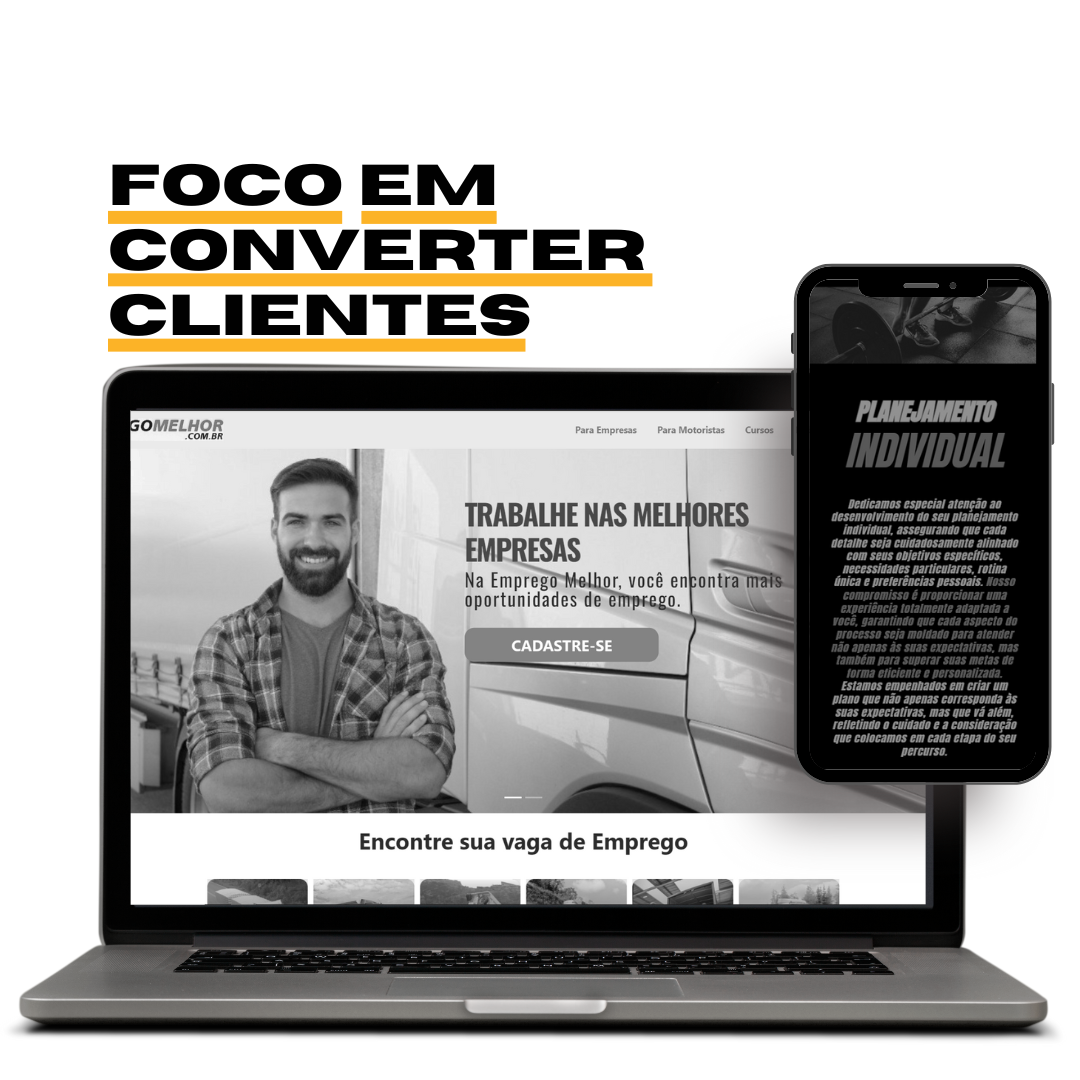 FOCO EM
CONVERTER
CLIENTES
GOMELHOR
.COM.BR
Para Empresas Para Motoristas Cursos
TRABALHE NAS MELHORES
EMPRESAS
Na Emprego Melhor, você encontra mais
oportunidades de emprego.
CADASTRE-SE
Encontre sua vaga de Emprego
PLANEJAMENTO
INDIVIDUAL
Dedicamos especial atenção ao
desenvolvimento do seu planejamento
individual, assegurando que cada
detalhe seja cuidadosamente alinhado
com seus objetivos específicos,
necessidades particulares, rotina
única e preferências pessoais. Nosso
compromisso é proporcionar uma
experiência totalmente adaptada a
você, garantindo que cada aspecto do
processo seja moldado para atender
não apenas às suas expectativas, mas
também para superar suas metas de
forma eficiente e personalizada.
Estamos empenhados em criar um
plano que não apenas corresponda às
suas expectativas, mas que vá além,
refletindo o cuidado e a consideração
que colocamos em cada etapa do seu
percurso.